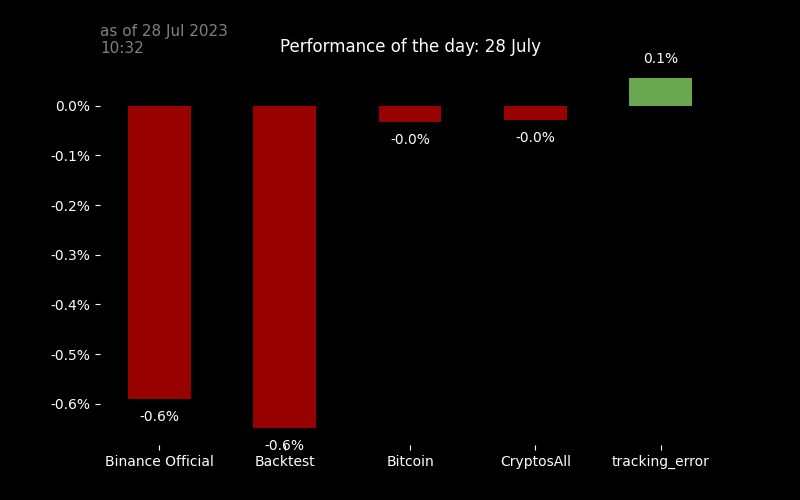 as of 28 Jul 2023
10:32
Performance of the day: 28 July
0.1%
0.0%
-0.1%
-0.0%
-0.0%
-0.2%
-0.3%
-0.4%
-0.5%
-0.6%
-0.6%
-0.6%
Binance Official
Backtest
Bitcoin
CryptosAll
tracking_error